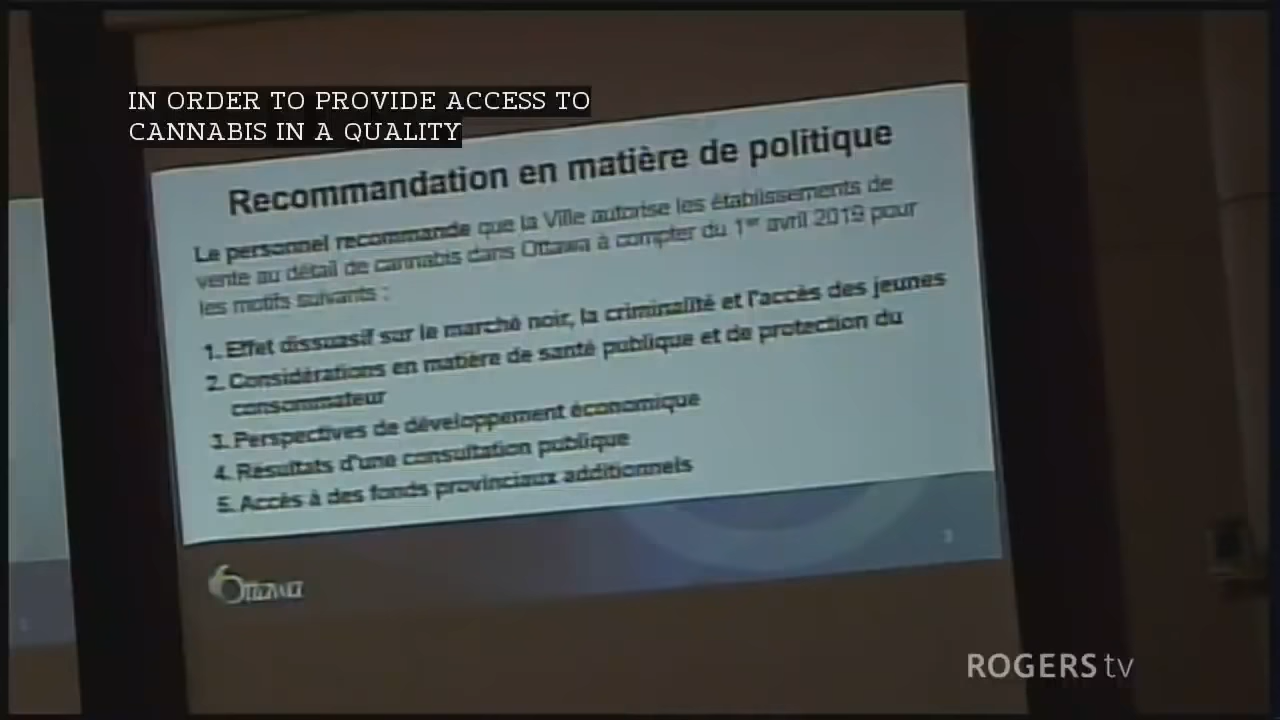 IN ORDER TO PROVIDE ACCESS TO
CANNABIS IN A QUALITY
Recommandation en matière de politique
Le personnel recommande que la Ville autorise les établissements de
vente au détail de cannabis dans Ottawa à compter du 1er avril 2019 pour
les motifs suivants :
1. Effet dissuasif sur le marché noir, la criminalité et l'accès des jeunes
2. Considérations en matière de santé publique et de protection du
consommateur
3. Perspectives de développement économique
4. Résultats d'une consultation publique
5. Accès à des fonds provinciaux additionnels
3
Ottawa
ROGERS tv